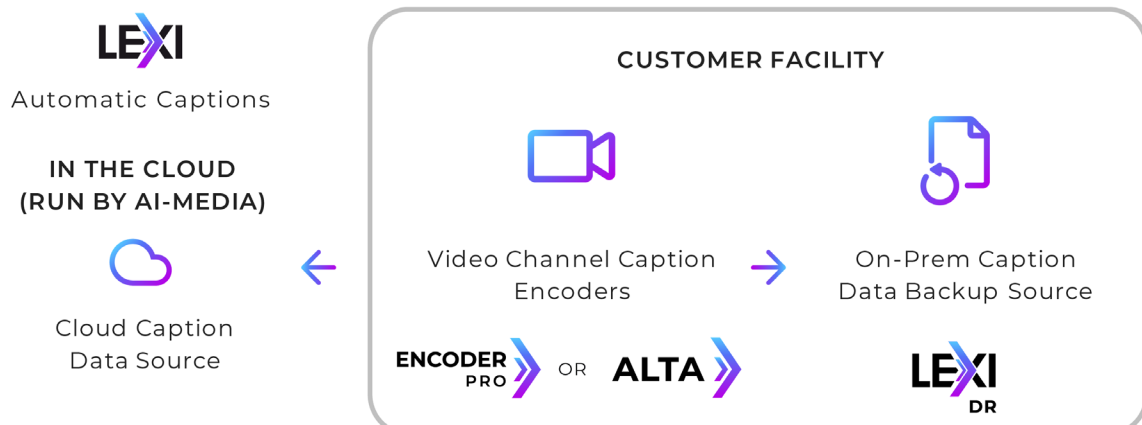 LEXI
Automatic Captions
IN THE CLOUD
(RUN BY AI-MEDIA)
Cloud Caption
Data Source
CUSTOMER FACILITY
Video Channel Caption
Encoders
ENCODER
PRO
OR
ALTA
On-Prem Caption
Data Backup Source
LEXI
DR